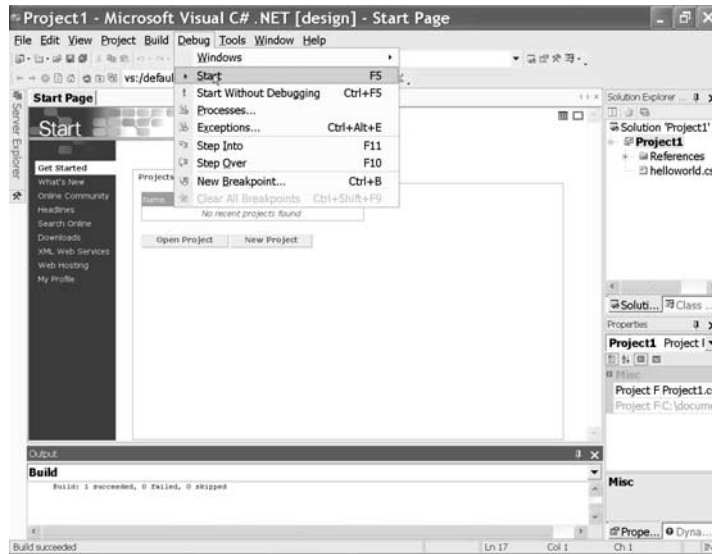 Project1 - Microsoft Visual C# .NET [design] - Start Page
File Edit View Project Build Debug Tools Window Help
Windows
vs:/defaul
Start F5
Start Page
Start Without Debugging Ctrl+F5
Processes...
Exceptions... Ctrl+Alt+E
Step Into F11
Step Over F10
New Breakpoint... Ctrl+B
Clear All Breakpoints Ctrl+Shift+F9
Server Explorer
Start
Get Started
What's New
Online Community
Headlines
Search Online
Downloads
XML Web Services
Web Hosting
My Profile
Projects
Name
No recent projects found
Open Project New Project
Solution Explorer ...
Solution 'Project1'
Project1
References
helloworld.cs
Soluti... Class ...
Properties
Project1 Project
Misc
Project F Project1.c
Project F C:\docume
Misc
Prope... Dyna...
Output
Build
Build: 1 succeeded, 0 failed, 0 skipped
Build succeeded Ln 17 Col 1 Ch 1